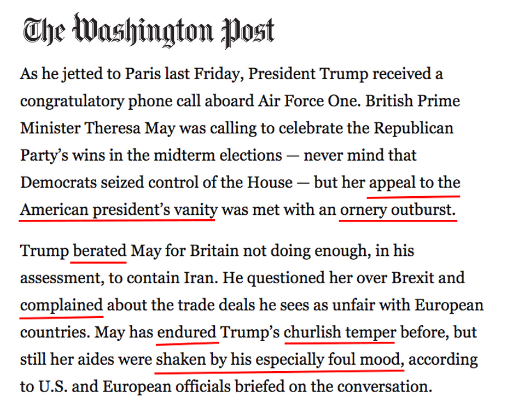 The Washington Post
As he jetted to Paris last Friday, President Trump received a
congratulatory phone call aboard Air Force One. British Prime
Minister Theresa May was calling to celebrate the Republican
Party’s wins in the midterm elections — never mind that
Democrats seized control of the House — but her appeal to the
American president’s vanity was met with an ornery outburst.
Trump berated May for Britain not doing enough, in his
assessment, to contain Iran. He questioned her over Brexit and
complained about the trade deals he sees as unfair with European
countries. May has endured Trump’s churlish temper before, but
still her aides were shaken by his especially foul mood, according
to U.S. and European officials briefed on the conversation.